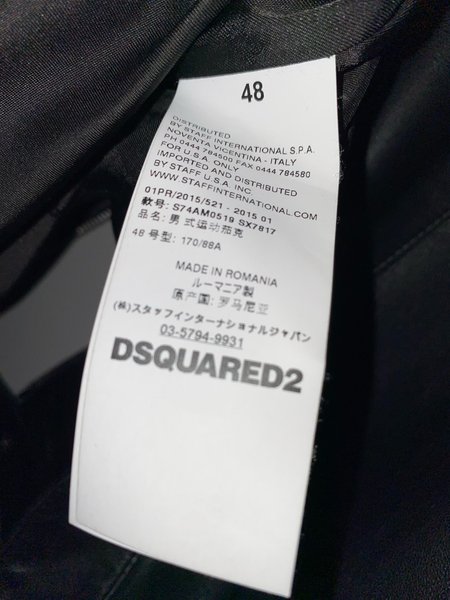 48
DISTRIBUTED
BY STAFF INTERNATIONAL S.P.A.
NOVENTA VICENTINA - ITALY
PH 0444 784500 FAX 0444 784580
FOR U.S.A. ONLY
IMPORTED AND DISTRIBUTED
BY STAFF U.S.A. INC
WWW.STAFFINTERNATIONAL.COM
01PR/2015/521 - 2015 01
款号: S74AM0519 SX7817
品名: 男式运动茄克
48 号型: 170/88A
MADE IN ROMANIA
ルーマニア製
原产国: 罗马尼亚
(株)スタッフインターナショナルジャパン
03-5794-9931
DSQUARED2